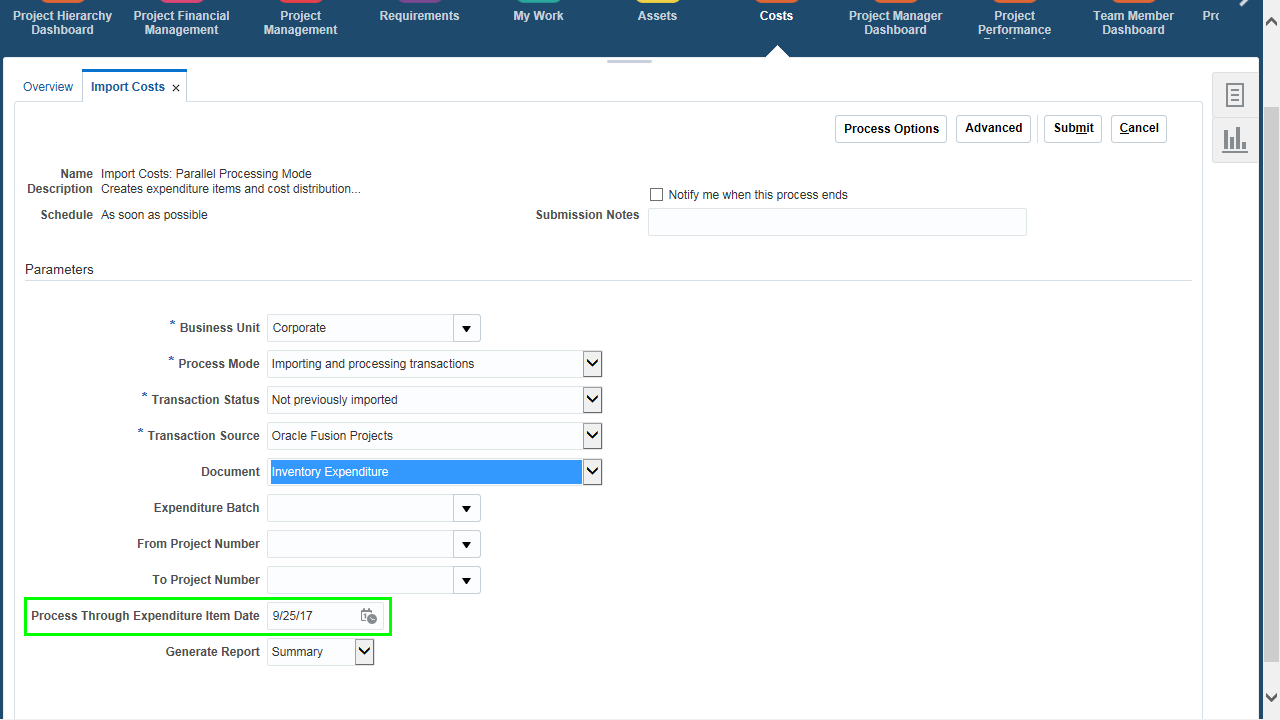 Project Hierarchy Dashboard
Project Financial Management
Project Management
Requirements
My Work
Assets
Costs
Project Manager Dashboard
Project Performance
Team Member Dashboard
Overview
Import Costs
Process Options
Advanced
Submit
Cancel
Name Import Costs: Parallel Processing Mode
Description Creates expenditure items and cost distribution...
Notify me when this process ends
Schedule As soon as possible
Submission Notes
Parameters
* Business Unit Corporate
* Process Mode Importing and processing transactions
* Transaction Status Not previously imported
* Transaction Source Oracle Fusion Projects
Document Inventory Expenditure
Expenditure Batch
From Project Number
To Project Number
Process Through Expenditure Item Date 9/25/17
Generate Report Summary